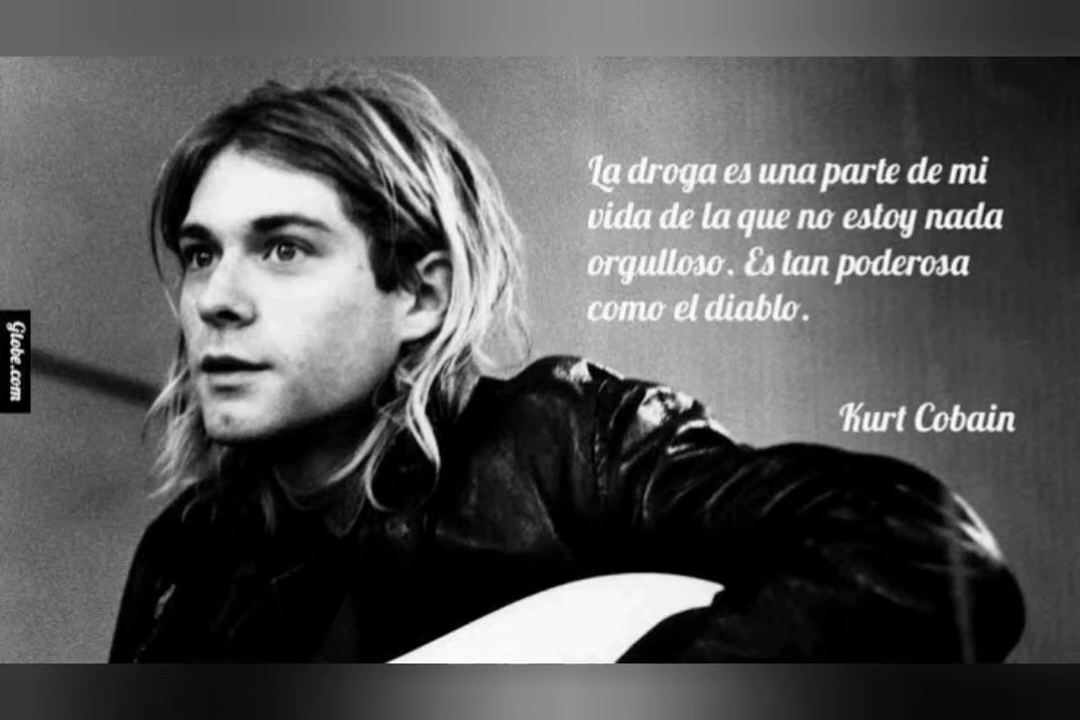 La droga es una parte de mi
vida de la que no estoy nada
orgulloso. Es tan poderosa
como el diablo.
Kurt Cobain
Globe.com